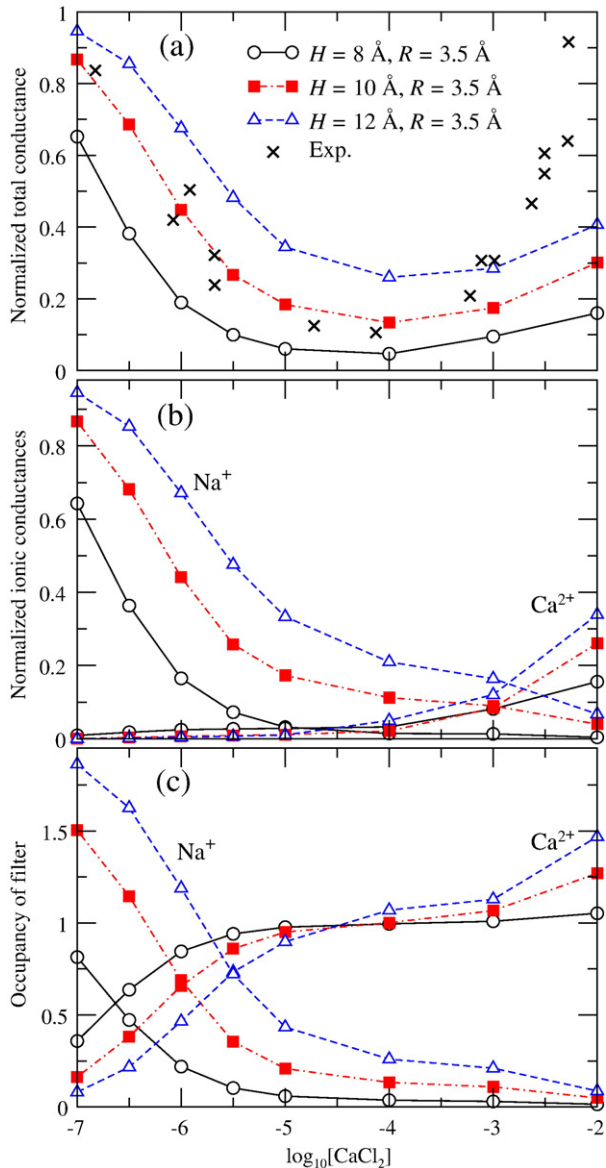 1
(a)
H = 8 Å, R = 3.5 Å
H = 10 Å, R = 3.5 Å
H = 12 Å, R = 3.5 Å
Exp.
0.8
0.6
0.4
0.2
0
Normalized total conductance
(b)
Na⁺
Ca²⁺
0.8
0.6
0.4
0.2
0
Normalized ionic conductances
(c)
Na⁺
Ca²⁺
1.5
1
0.5
0
Occupancy of filter
-7 -6 -5 -4 -3 -2
log₁₀[CaCl₂]